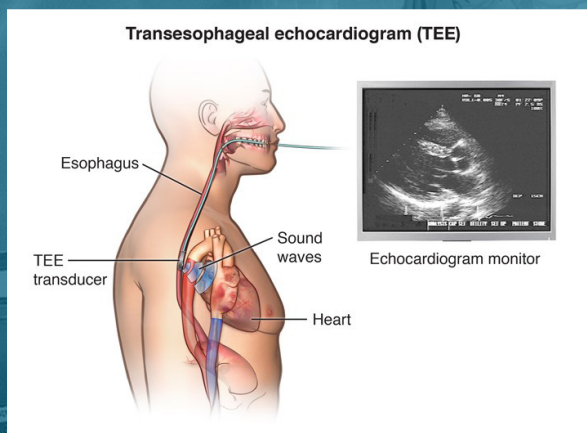 Transesophageal echocardiogram (TEE)
Esophagus
Sound
waves
TEE
transducer
Echocardiogram monitor
Heart